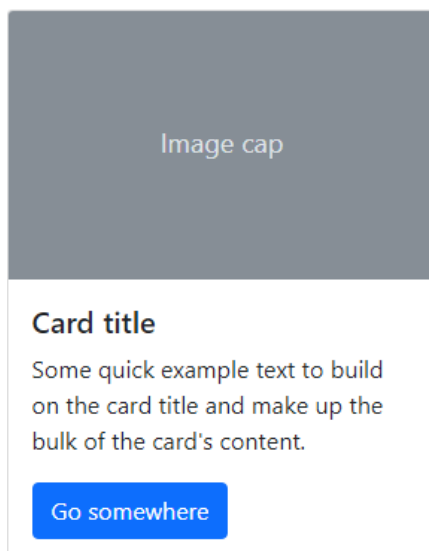 Image cap
Card title
Some quick example text to build
on the card title and make up the
bulk of the card's content.
Go somewhere